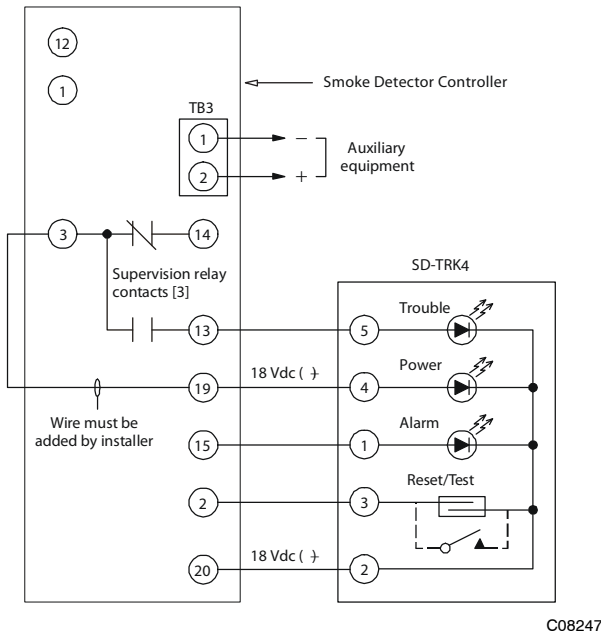 12
1
Smoke Detector Controller
TB3
1
−
2
+
Auxiliary
equipment
3
14
SD-TRK4
Supervision relay
contacts [3]
Trouble
13
5
Power
19
18 Vdc (+)
4
Wire must be
added by installer
Alarm
15
1
Reset/Test
2
3
20
18 Vdc (-)
2
C08247